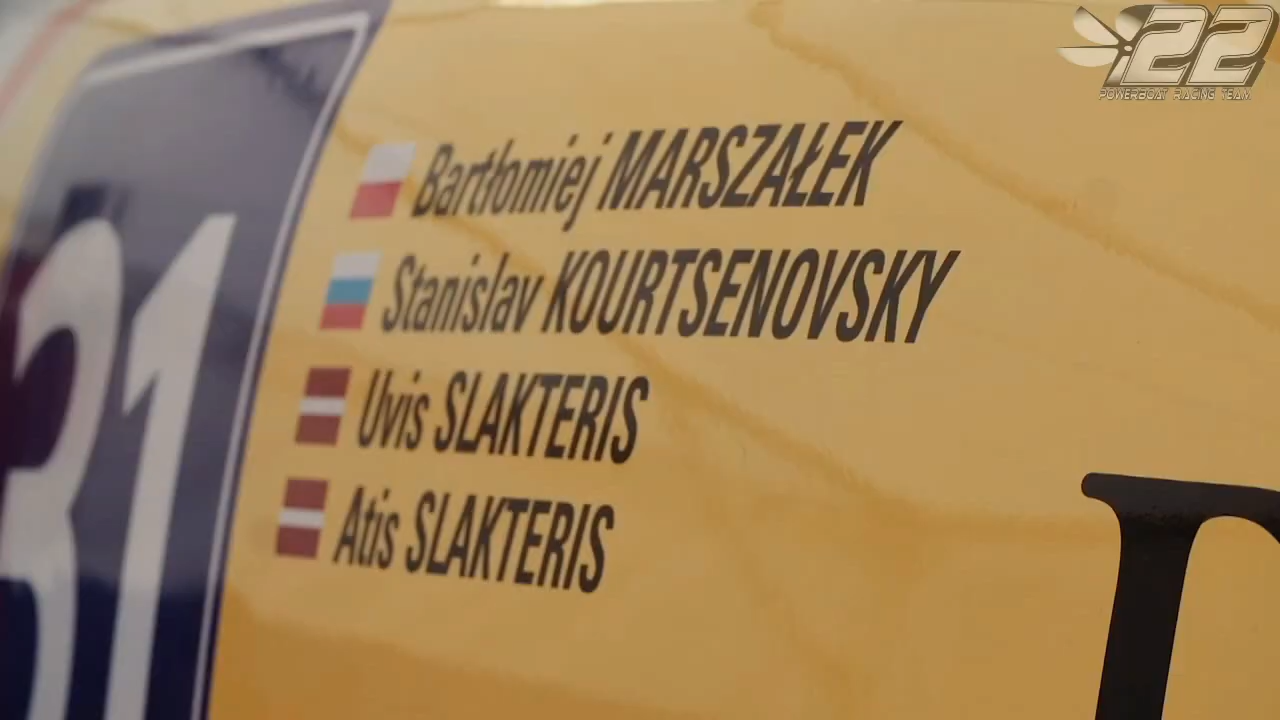 22
POWERBOAT RACING TEAM
31
Bartłomiej MARSZAŁEK
Stanislav KOURTSENOVSKY
Uvis SLAKTERIS
Atis SLAKTERIS